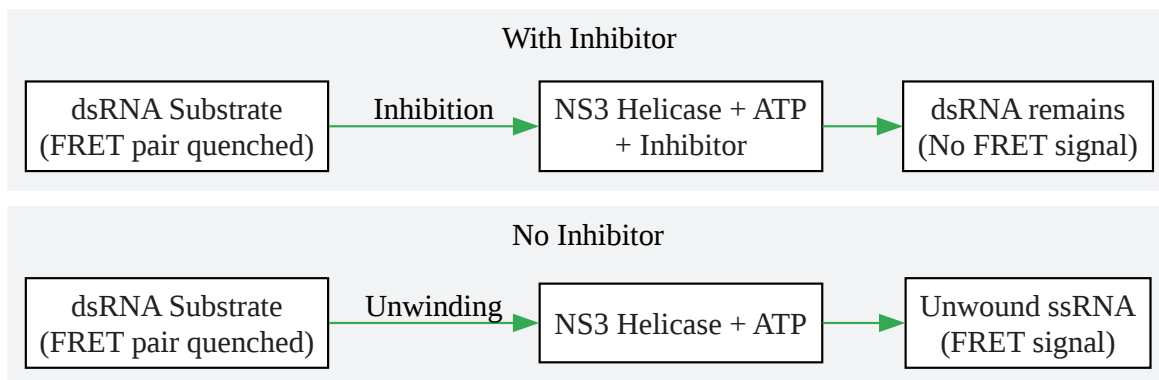 With Inhibitor
dsRNA Substrate
(FRET pair quenched)
Inhibition
NS3 Helicase + ATP
+ Inhibitor
dsRNA remains
(No FRET signal)
No Inhibitor
dsRNA Substrate
(FRET pair quenched)
Unwinding
NS3 Helicase + ATP
Unwound ssRNA
(FRET signal)